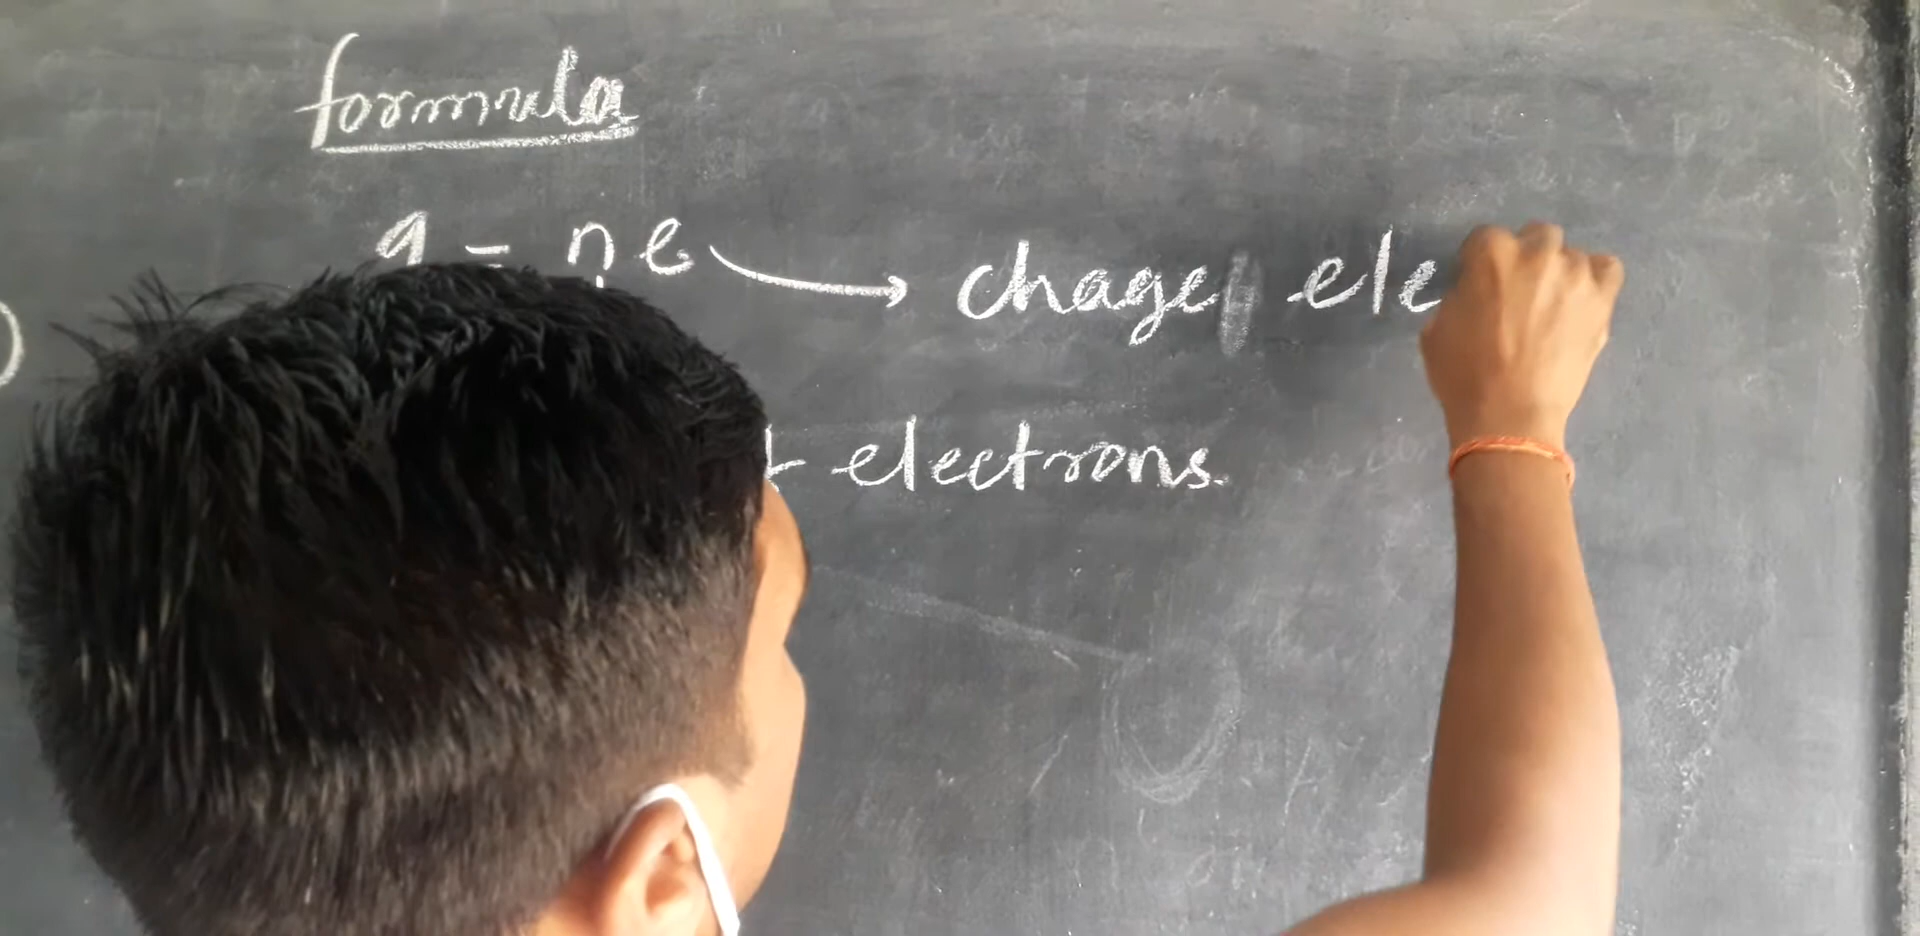 formula
q = ne → chage, ele
electrons.